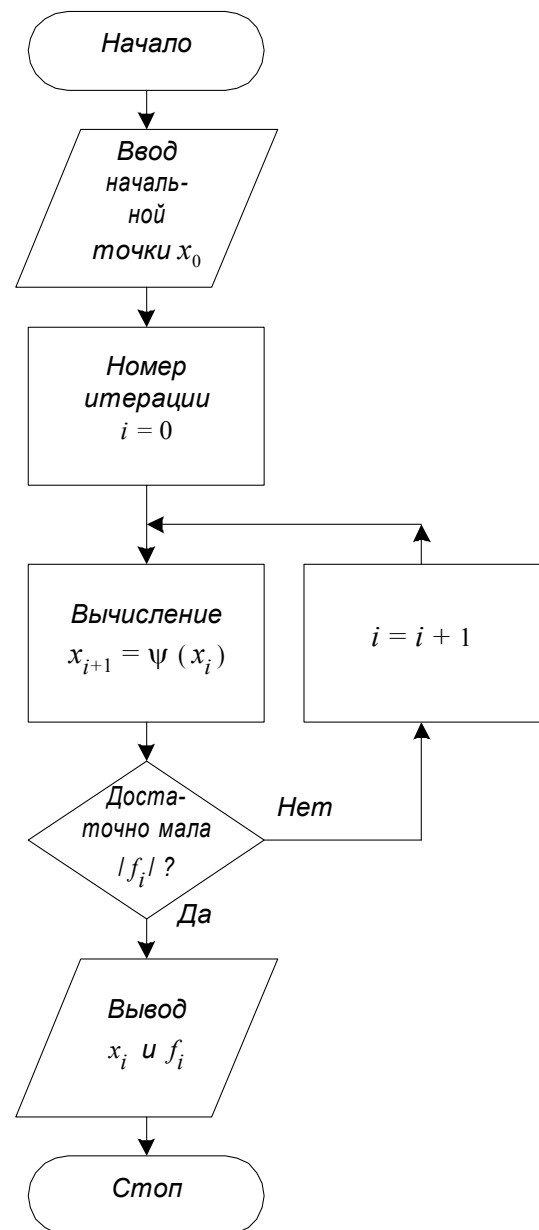 Начало
Ввод
началь-
ной
точки x₀
Номер
итерации
i = 0
Вычисление
xᵢ₊₁ = ψ (xᵢ)
i = i + 1
Доста-
точно мала
|fᵢ| ?
Нет
Да
Вывод
xᵢ и fᵢ
Стоп